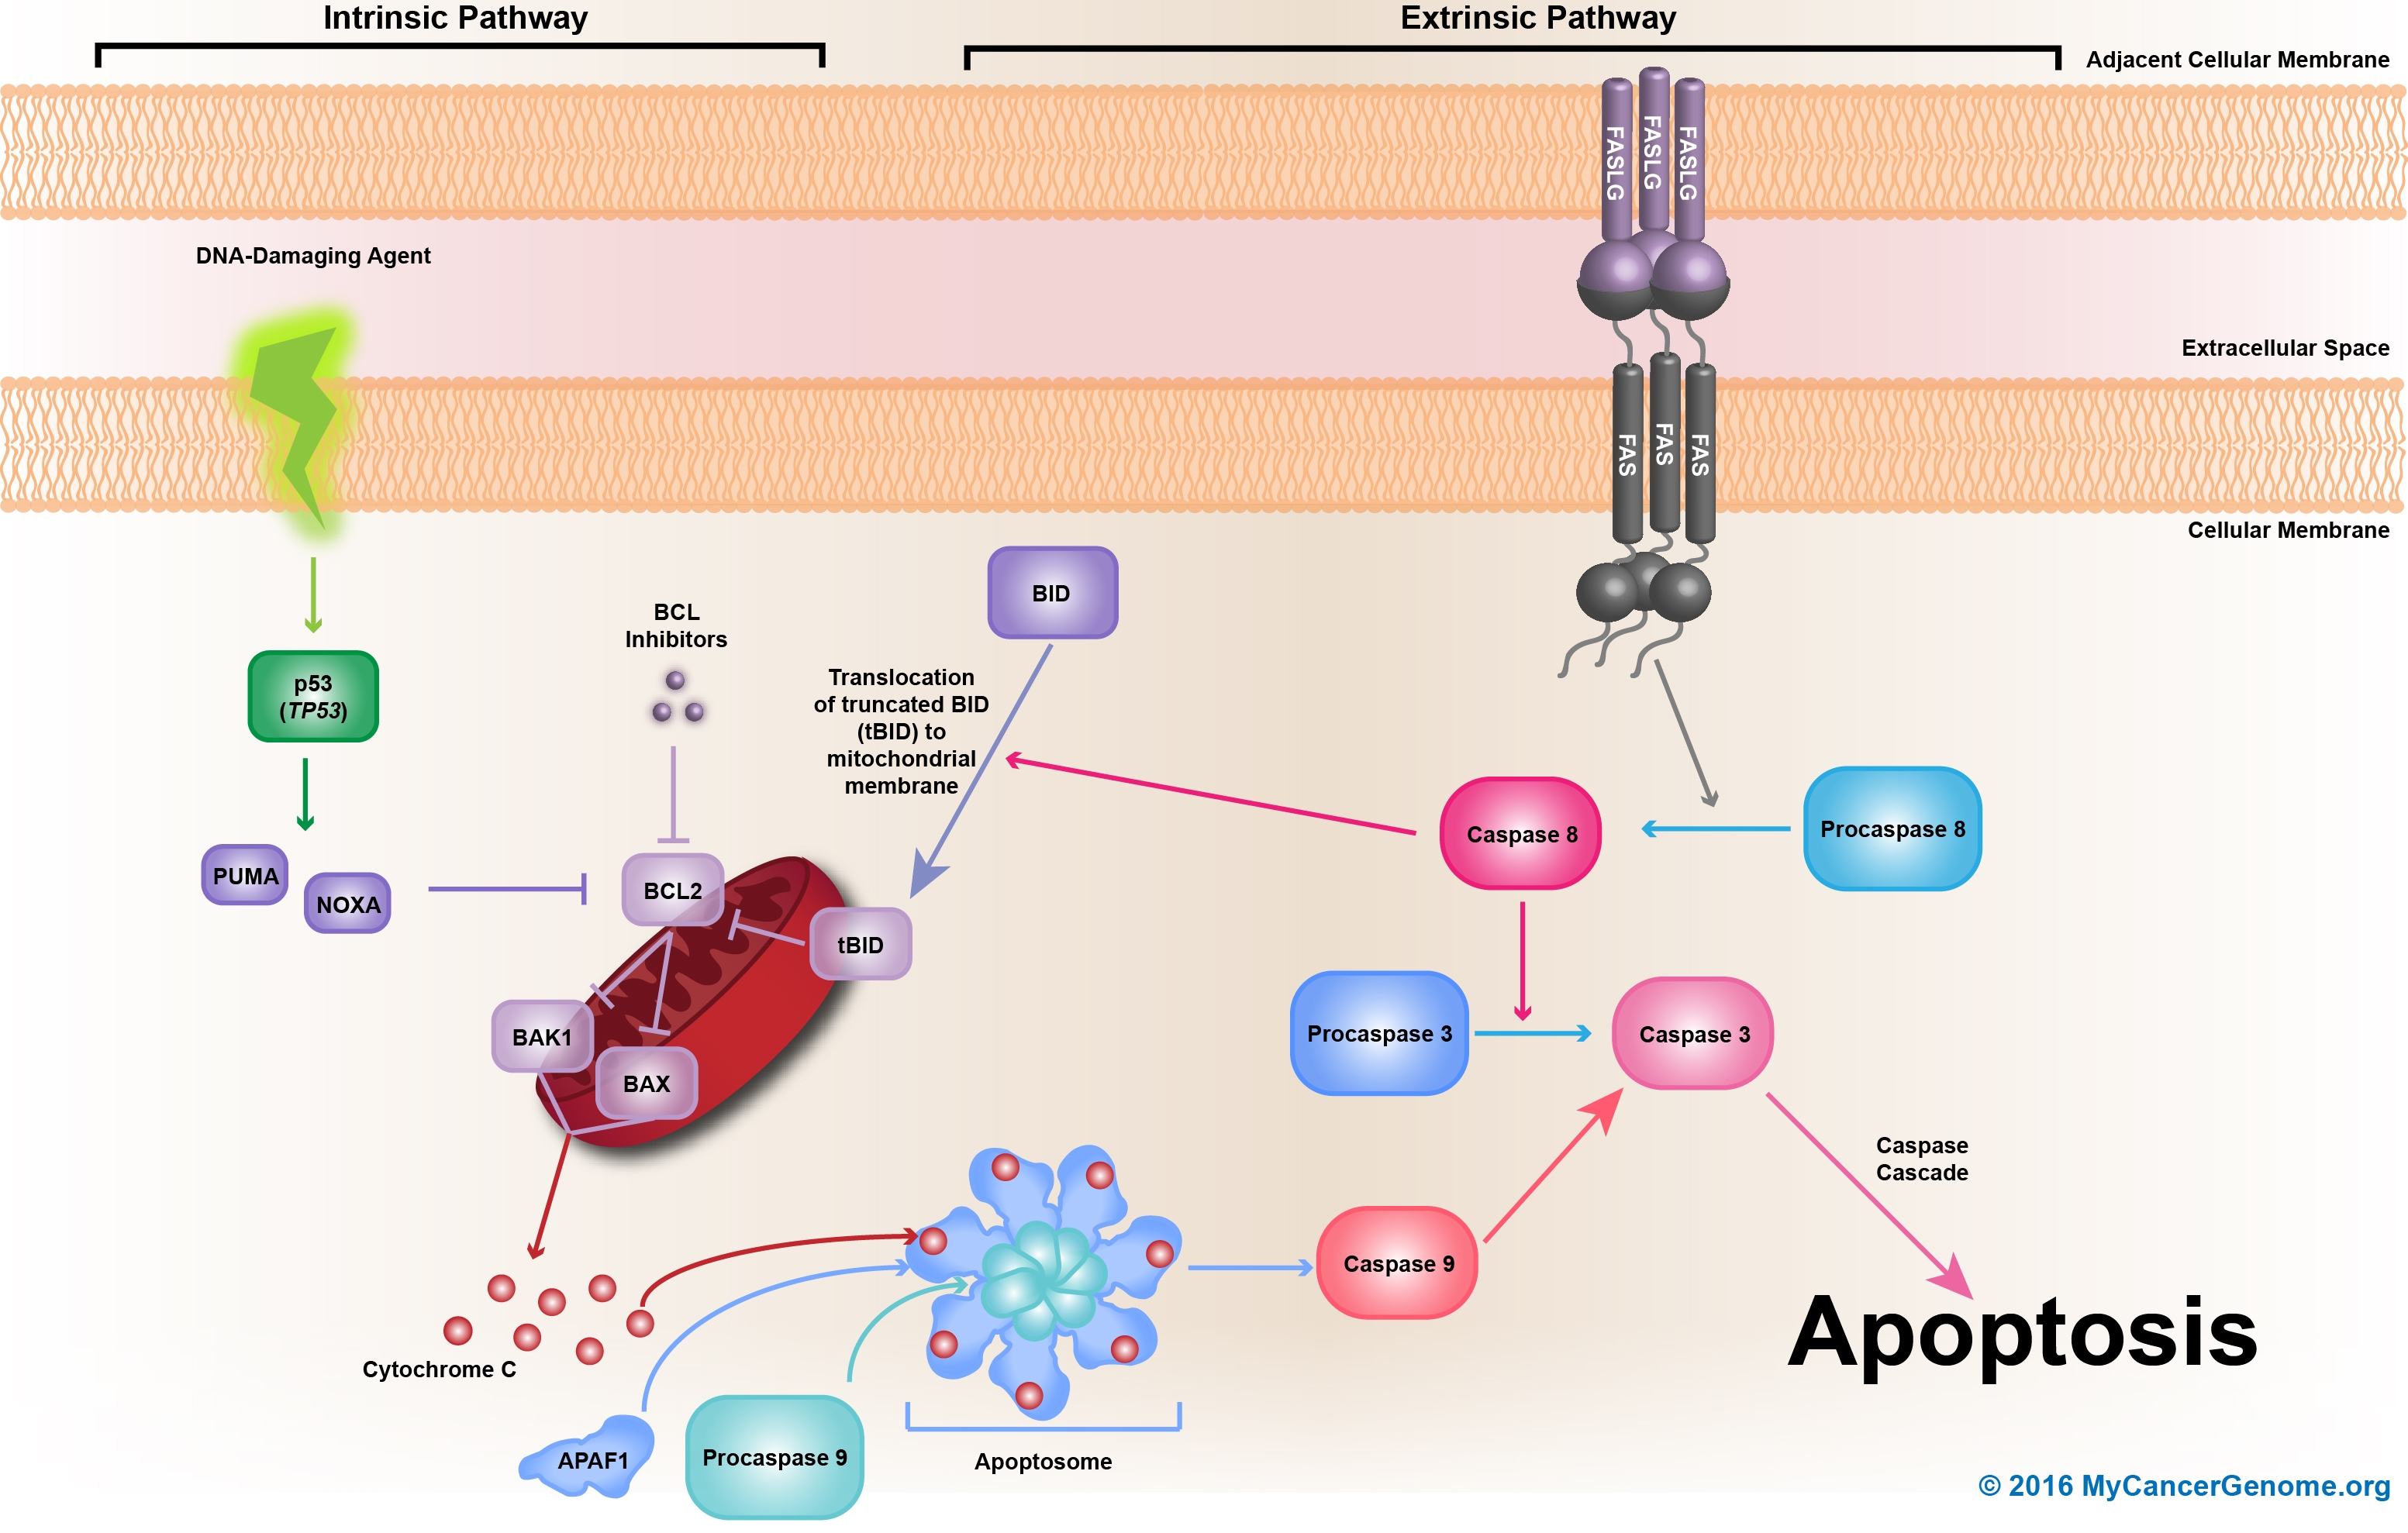 Intrinsic Pathway
Extrinsic Pathway
Adjacent Cellular Membrane
FASLG
FASLG
FASLG
DNA-Damaging Agent
Extracellular Space
FAS
FAS
FAS
Cellular Membrane
BID
BCL
Inhibitors
Translocation
of truncated BID
(tBID) to
mitochondrial
membrane
p53
(TP53)
Caspase 8
Procaspase 8
PUMA
NOXA
BCL2
tBID
BAK1
BAX
Procaspase 3
Caspase 3
Caspase
Cascade
Caspase 9
Apoptosis
Cytochrome C
APAF1
Procaspase 9
Apoptosome
© 2016 MyCancerGenome.org